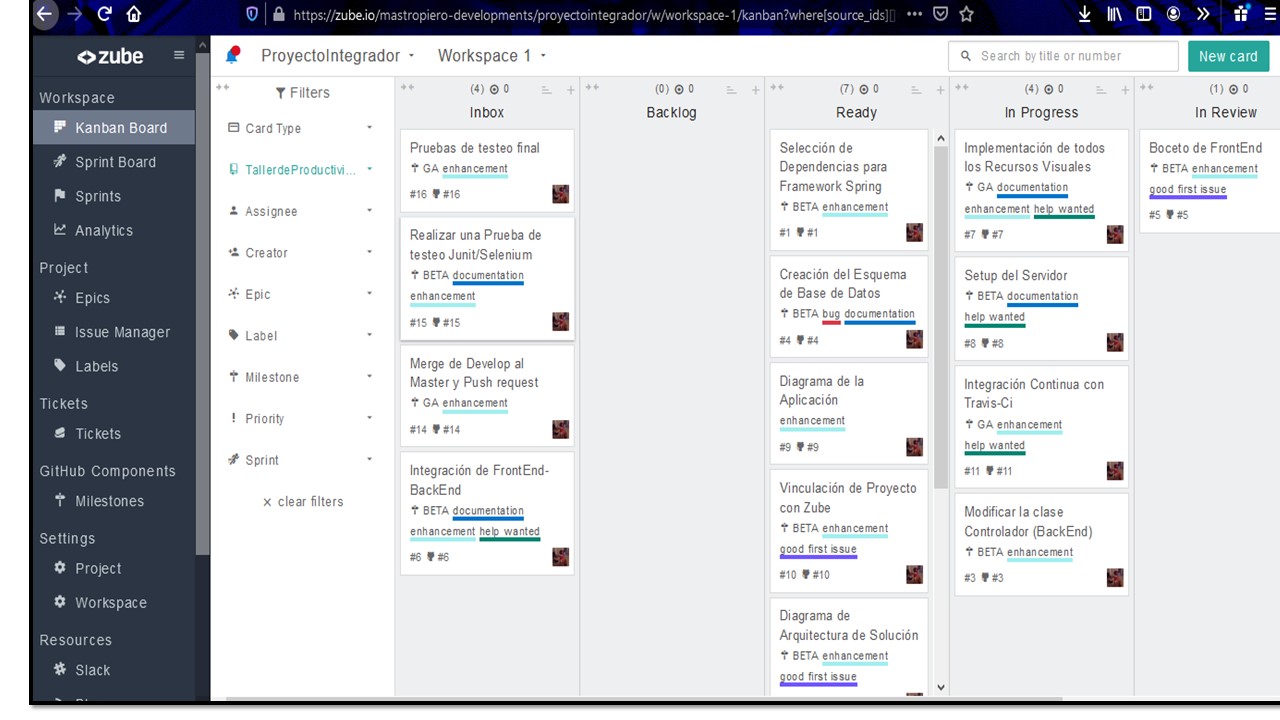 https://zube.io/mastropiero-developments/proyectointegrador/w/workspace-1/kanban?where[source_ids][]
zube
ProyectoIntegrador
Workspace 1
Search by title or number
New card
Workspace
Kanban Board
Sprint Board
Sprints
Analytics
Project
Epics
Issue Manager
Labels
Tickets
Tickets
GitHub Components
Milestones
Settings
Project
Workspace
Resources
Slack
Filters
Card Type
TallerdeProductivi...
Assignee
Creator
Epic
Label
Milestone
Priority
Sprint
× clear filters
(4) 0
Inbox
Pruebas de testeo final
GA enhancement
#16 #16
Realizar una Prueba de
testeo Junit/Selenium
BETA documentation
enhancement
#15 #15
Merge de Develop al
Master y Push request
GA enhancement
#14 #14
Integración de FrontEnd-
BackEnd
BETA documentation
enhancement help wanted
#6 #6
(0) 0
Backlog
(7) 0
Ready
Selección de
Dependencias para
Framework Spring
BETA enhancement
#1 #1
Creación del Esquema
de Base de Datos
BETA bug documentation
#4 #4
Diagrama de la
Aplicación
enhancement
#9 #9
Vinculación de Proyecto
con Zube
BETA enhancement
good first issue
#10 #10
Diagrama de
Arquitectura de Solución
BETA enhancement
good first issue
(4) 0
In Progress
Implementación de todos
los Recursos Visuales
GA documentation
enhancement help wanted
#7 #7
Setup del Servidor
BETA documentation
help wanted
#8 #8
Integración Continua con
Travis-Ci
GA enhancement
help wanted
#11 #11
Modificar la clase
Controlador (BackEnd)
BETA enhancement
#3 #3
(1) 0
In Review
Boceto de FrontEnd
BETA enhancement
good first issue
#5 #5